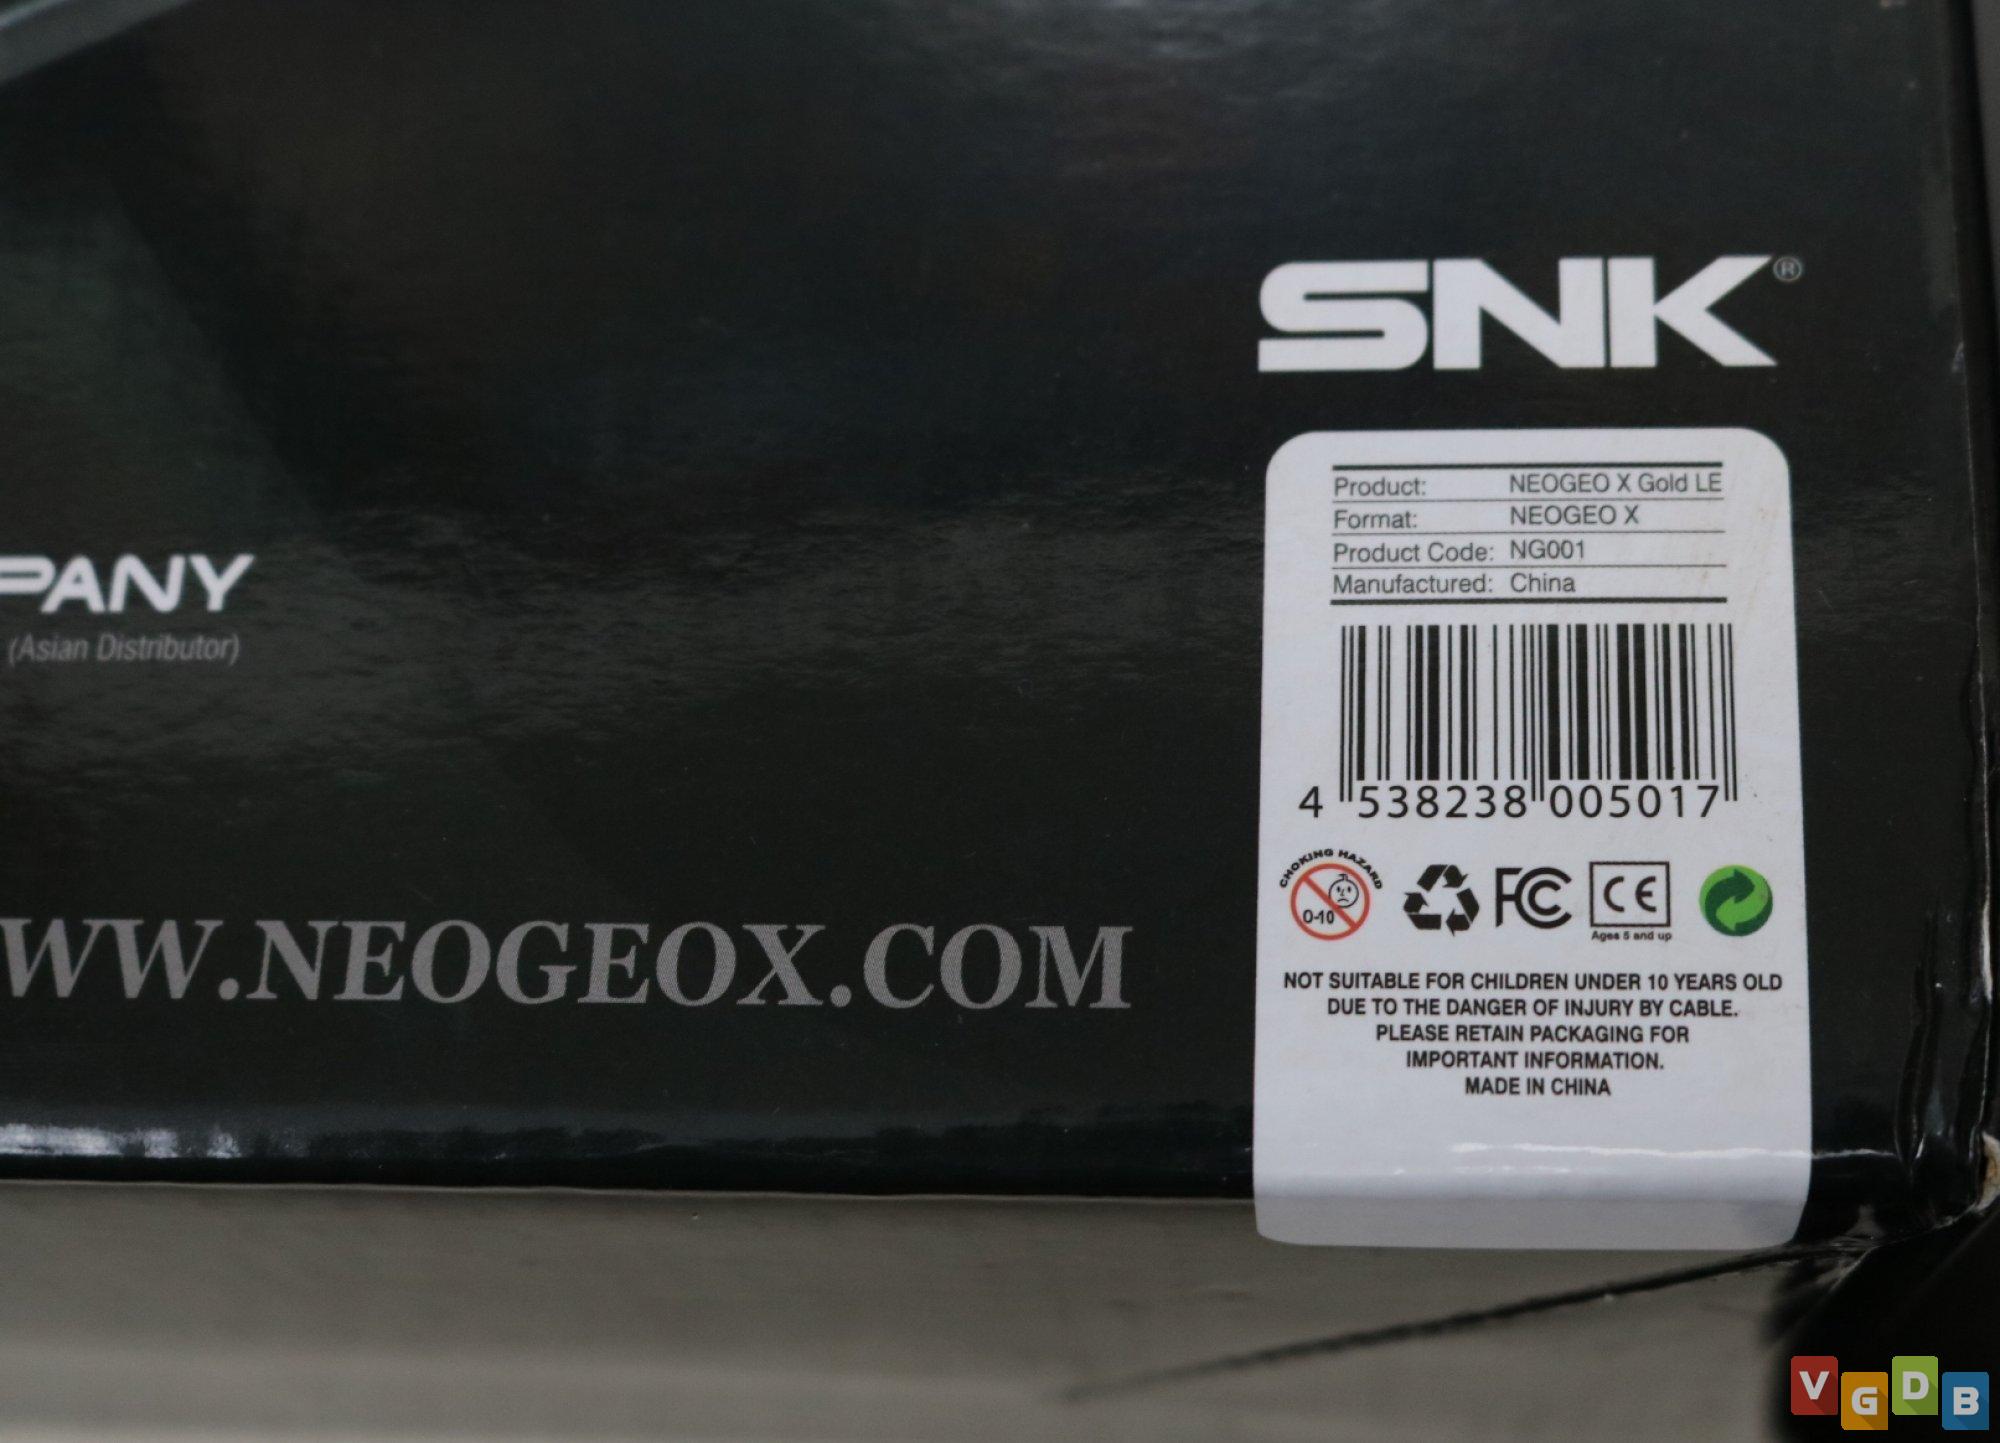 SNK®
Product: NEOGEO X Gold LE
Format: NEOGEO X
Product Code: NG001
Manufactured: China
4 538238 005017
CHOKING HAZARD
0-10
FC CE
Ages 5 and up
NOT SUITABLE FOR CHILDREN UNDER 10 YEARS OLD
DUE TO THE DANGER OF INJURY BY CABLE.
PLEASE RETAIN PACKAGING FOR
IMPORTANT INFORMATION.
MADE IN CHINA
PANY
(Asian Distributor)
WW.NEOGEOX.COM
VGDB